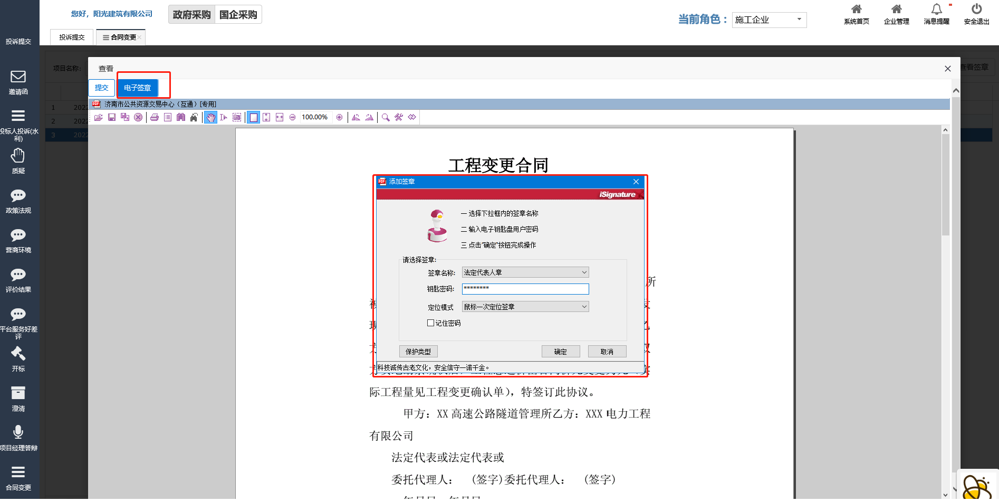 您好，阳光建筑有限公司
政府采购 国企采购
当前角色： 施工企业
系统首页 企业管理 消息提醒 安全退出
投诉提交 合同变更
投诉提交
邀请函
投标人投诉(水
利)
质疑
政策法规
营商环境
评价结果
平台服务好差
评
开标
澄清
项目经理答辩
合同变更
项目名称:
查看签章
1 2022
2 2022
3 2022
查看
提交 电子签章
济南市公共资源交易中心（互通）[专用]
100.00%
工程变更合同
添加签章
iSignature
一 选择下拉框内的签章名称
二 输入电子钥匙盘用户密码
三 点击"确定"按钮完成操作
请选择签章:
签章名称: 法定代表人章
钥匙密码: ********
定位模式 鼠标一次定位签章
记住密码
保护类型 确定 取消
科技诚传古老文化，安全信守一诺千金。
所
际工程量见工程变更确认单)，特签订此协议。
甲方：XX 高速公路隧道管理所乙方：XXX 电力工程
有限公司
法定代表或法定代表或
委托代理人： (签字)委托代理人： (签字)